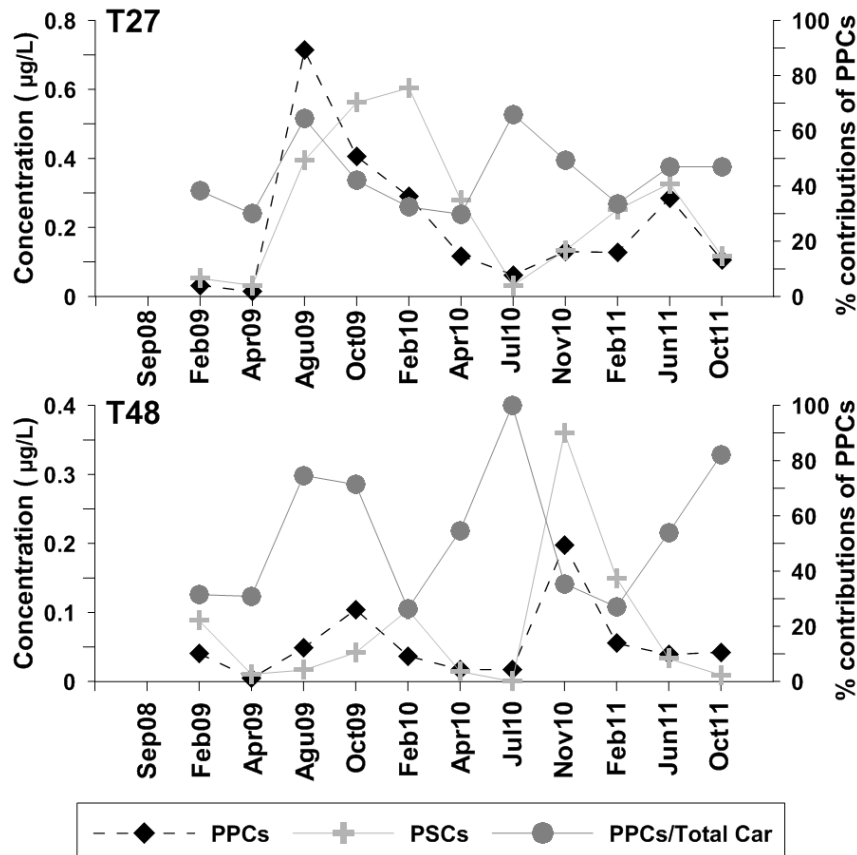 T27
Concentration ( µg/L)
0.8
0.6
0.4
0.2
0
100
80
60
40
20
0
% contributions of PPCs
Sep08
Feb09
Apr09
Agu09
Oct09
Feb10
Apr10
Jul10
Nov10
Feb11
Jun11
Oct11
T48
Concentration ( µg/L)
0.4
0.3
0.2
0.1
0
100
80
60
40
20
0
% contributions of PPCs
Sep08
Feb09
Apr09
Agu09
Oct09
Feb10
Apr10
Jul10
Nov10
Feb11
Jun11
Oct11
PPCs PSCs PPCs/Total Car